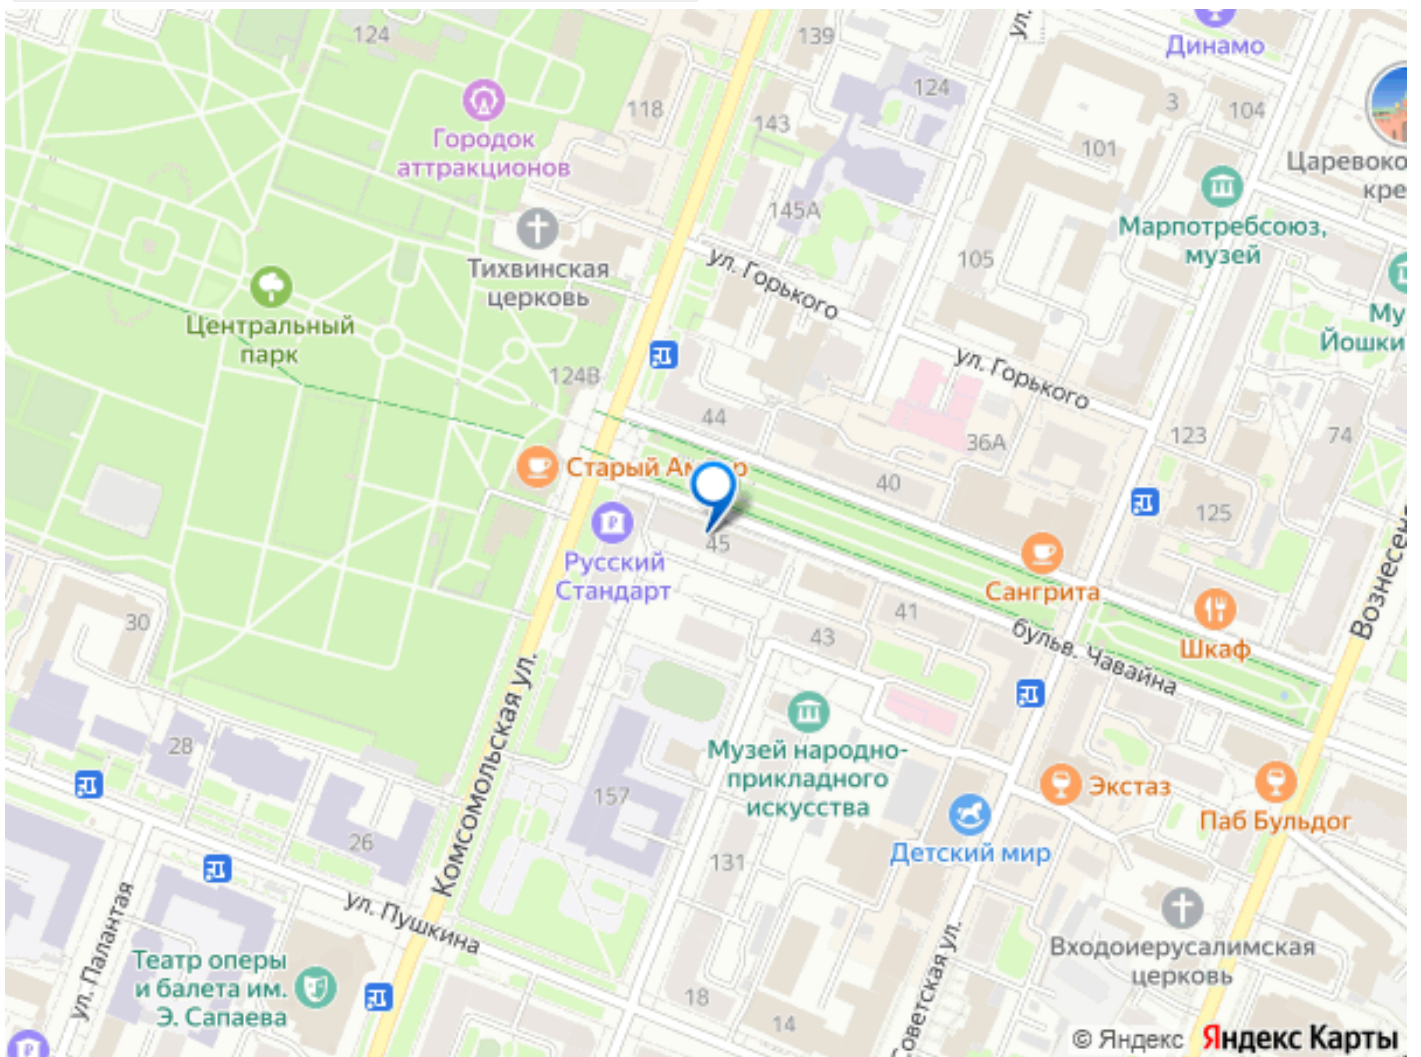 124
139
Динамо
124
3
104
118
143
101
Городок
аттракционов
Царевоко
кре
145А
Марпотребсоюз,
музей
ул. Горького
105
Тихвинская
церковь
Центральный
парк
Му
Йошки
ул. Горького
124В
44
36А
123
74
Старый Ам
р
40
125
45
Русский
Стандарт
Сангрита
41
43
бульв. Чавайна
Шкаф
Вознесенс
30
Комсомольская ул.
28
Музей народно-
прикладного
искусства
157
Экстаз
Паб Бульдог
26
Детский мир
131
ул. Палантая
ул. Пушкина
Входоиерусалимская
церковь
Театр оперы
и балета им.
Э. Сапаева
18
14
Советская ул.
© Яндекс Яндекс Карты